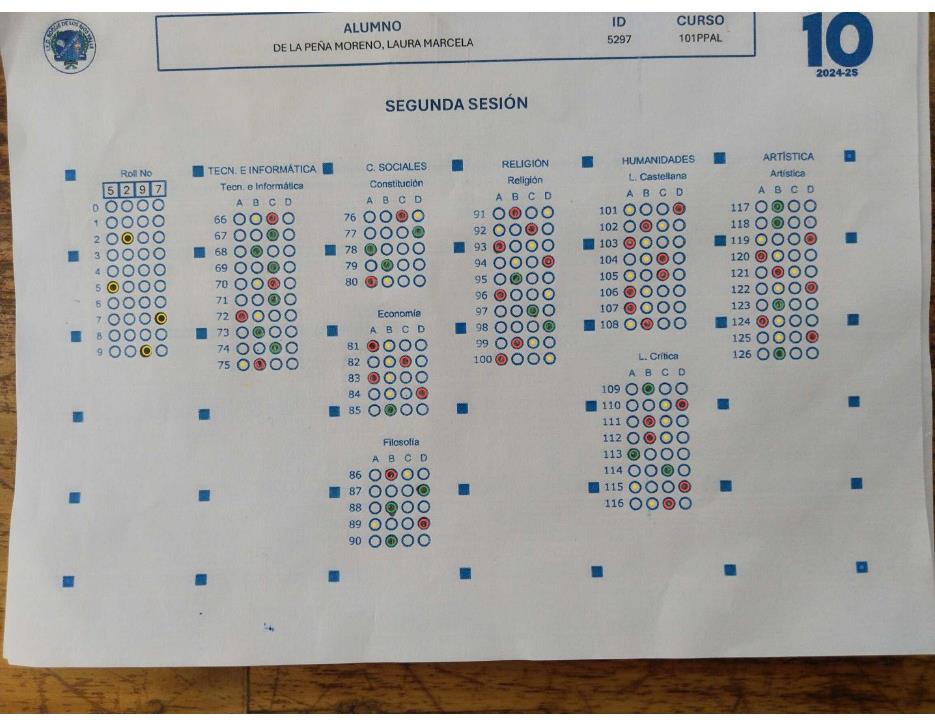 ALUMNO
ID
CURSO
DE LA PEÑA MORENO, LAURA MARCELA
5297
101PPAL
10
2024-2S
SEGUNDA SESIÓN
Roll No
5 2 9 7
0
1
2
3
4
5
6
7
8
9
TECN. E INFORMÁTICA
Tecn. e Informática
A B C D
66
67
68
69
70
71
72
73
74
75
C. SOCIALES
Constitución
A B C D
76
77
78
79
80
Economía
A B C D
81
82
83
84
85
Filosofía
A B C D
86
87
88
89
90
RELIGIÓN
Religión
A B C D
91
92
93
94
95
96
97
98
99
100
HUMANIDADES
L. Castellana
A B C D
101
102
103
104
105
106
107
108
L. Crítica
A B C D
109
110
111
112
113
114
115
116
ARTÍSTICA
Artística
A B C D
117
118
119
120
121
122
123
124
125
126